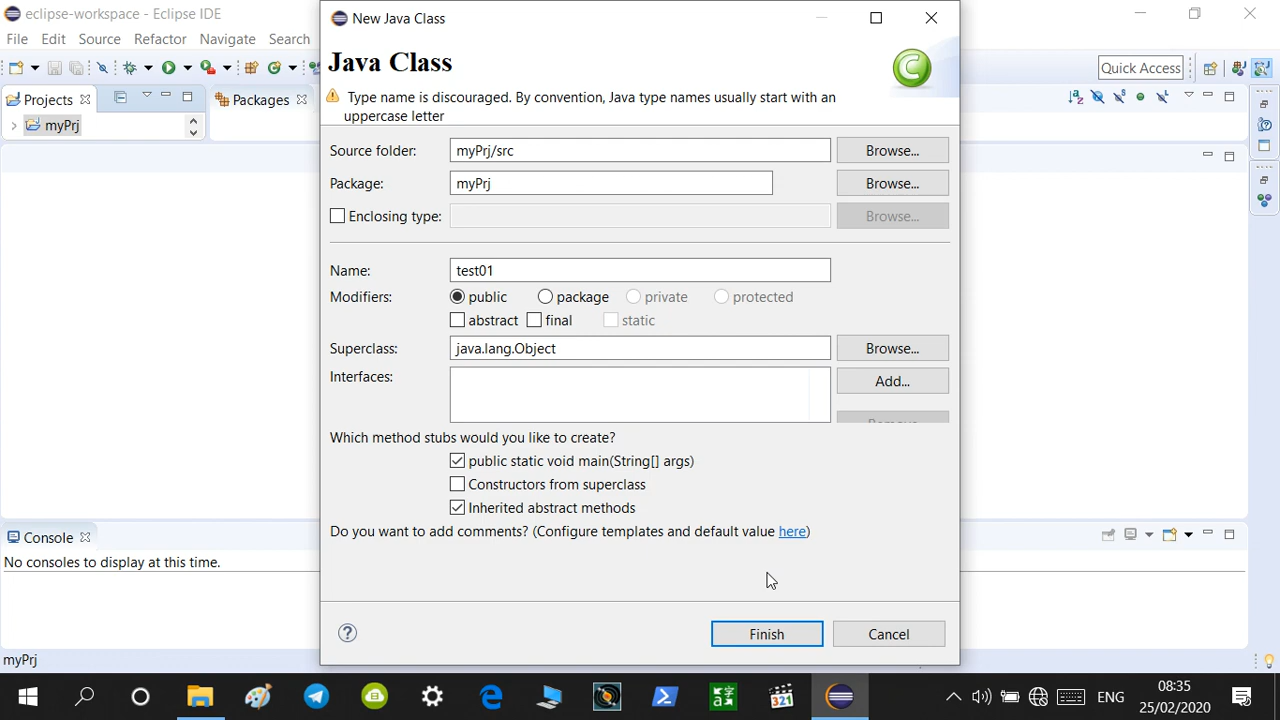 eclipse-workspace - Eclipse IDE
File Edit Source Refactor Navigate Search
Quick Access
Projects
Packages
myPrj
New Java Class
Java Class
C
Type name is discouraged. By convention, Java type names usually start with an
uppercase letter
Source folder: myPrj/src Browse...
Package: myPrj Browse...
Enclosing type: Browse...
Name: test01
Modifiers: public package private protected
abstract final static
Superclass: java.lang.Object Browse...
Interfaces: Add...
Remove
Which method stubs would you like to create?
public static void main(String[] args)
Constructors from superclass
Inherited abstract methods
Do you want to add comments? (Configure templates and default value here)
? Finish Cancel
Console
No consoles to display at this time.
myPrj
321
ENG
08:35
25/02/2020